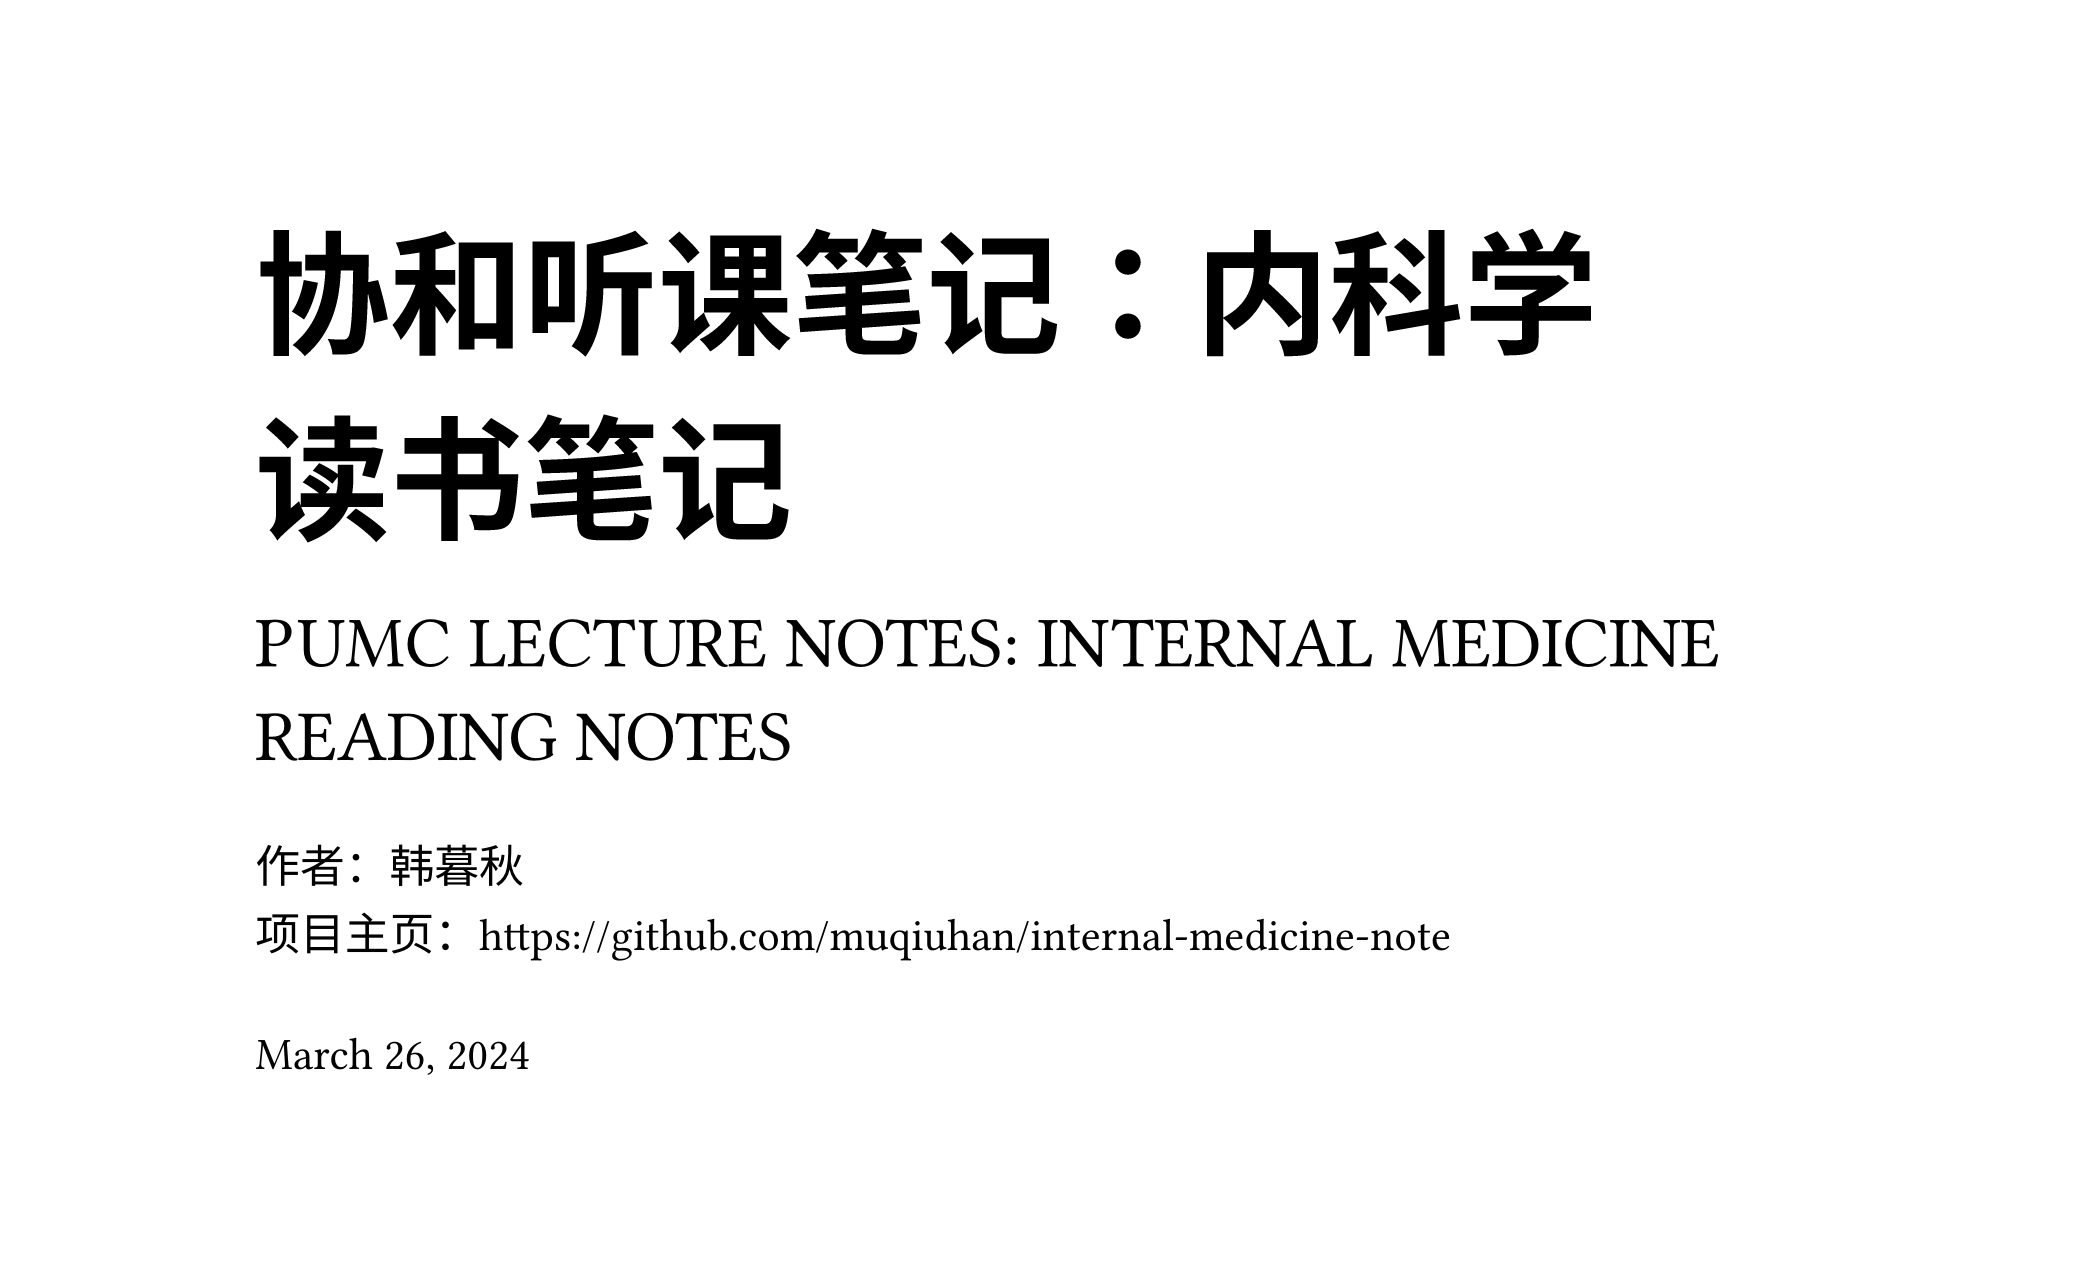 协和听课笔记：内科学
读书笔记
PUMC LECTURE NOTES: INTERNAL MEDICINE
READING NOTES
作者：韩暮秋
项目主页：https://github.com/muqiuhan/internal-medicine-note
March 26, 2024